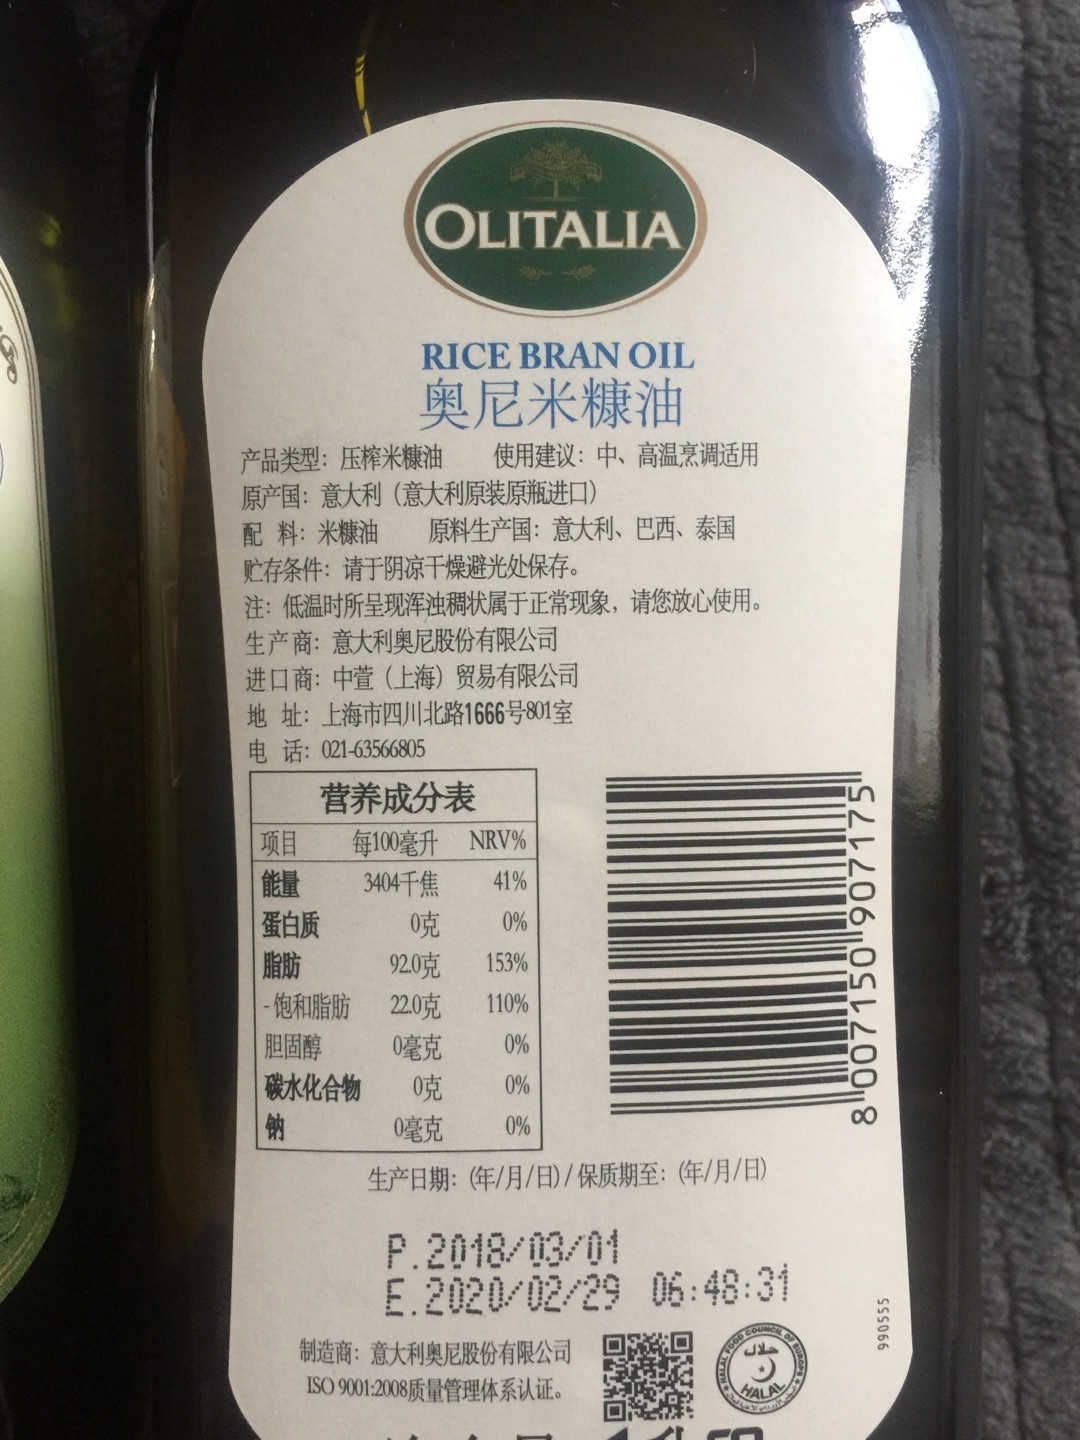 OLITALIA
RICE BRAN OIL
奥尼米糠油
产品类型：压榨米糠油 使用建议：中、高温烹调适用
原产国：意大利（意大利原装原瓶进口）
配 料：米糠油 原料生产国：意大利、巴西、泰国
贮存条件：请于阴凉干燥避光处保存。
注：低温时所呈现浑浊稠状属于正常现象，请您放心使用。
生产商：意大利奥尼股份有限公司
进口商：中萱（上海）贸易有限公司
地 址：上海市四川北路1666号801室
电 话：021-63566805
营养成分表
项目 每100毫升 NRV%
能量 3404千焦 41%
蛋白质 0克 0%
脂肪 92.0克 153%
-饱和脂肪 22.0克 110%
胆固醇 0毫克 0%
碳水化合物 0克 0%
钠 0毫克 0%
8 007150 907175
生产日期：(年/月/日) / 保质期至：(年/月/日)
P.2018/03/01
E.2020/02/29 06:48:31
制造商：意大利奥尼股份有限公司
ISO 9001:2008质量管理体系认证。
HALAL FOOD COUNCIL OF EUROPE
حلال
HALAL
990555